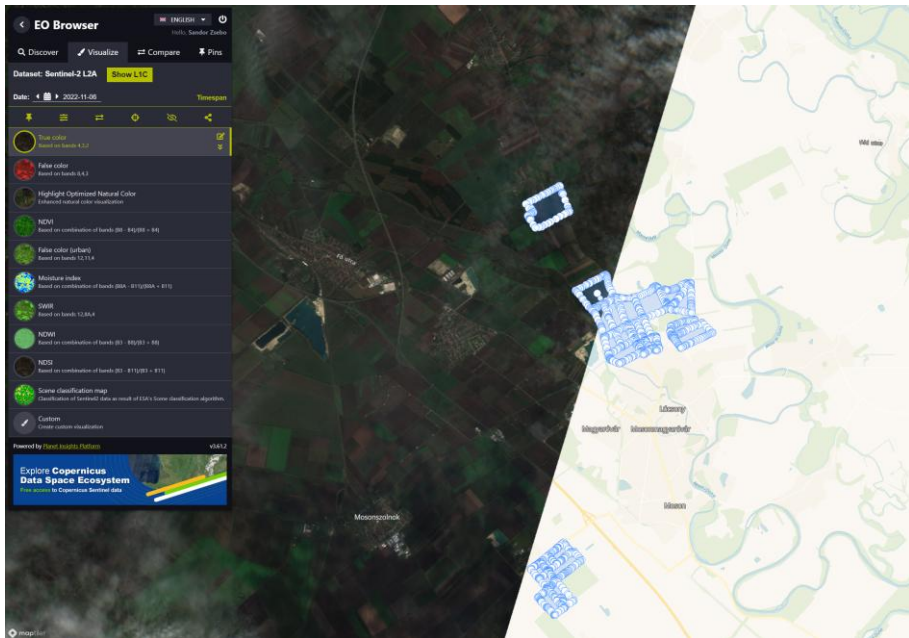 EO Browser
ENGLISH
Hello, Sandor Zsebo
Discover
Visualize
Compare
Pins
Dataset: Sentinel-2 L2A
Show L1C
Date:
2022-11-08
Timespan
True color
Based on bands 4,3,2
False color
Based on bands 8,4,3
Highlight Optimized Natural Color
Enhanced natural color visualization
NDVI
Based on combination of bands (B8 - B4)/(B8 + B4)
False color (urban)
Based on bands 12,11,4
Moisture index
Based on combination of bands (B8A - B11)/(B8A + B11)
SWIR
Based on bands 12,8A,4
NDWI
Based on combination of bands (B3 - B8)/(B3 + B8)
NDSI
Based on combination of bands (B3 - B11)/(B3 + B11)
Scene classification map
Classification of Sentinel2 data as result of ESA's Scene classification algorithm.
Custom
Create custom visualization
Powered by Planet Insights Platform
v3.61.2
Explore Copernicus
Data Space Ecosystem
Free access to Copernicus Sentinel data
Lúcsony
Magyaróvár
Mosonmagyaróvár
Moson
Mosonszolnok
maptiler